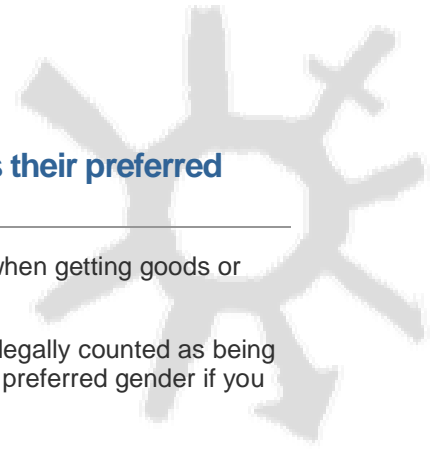 s their preferred
when getting goods or
legally counted as being
preferred gender if you